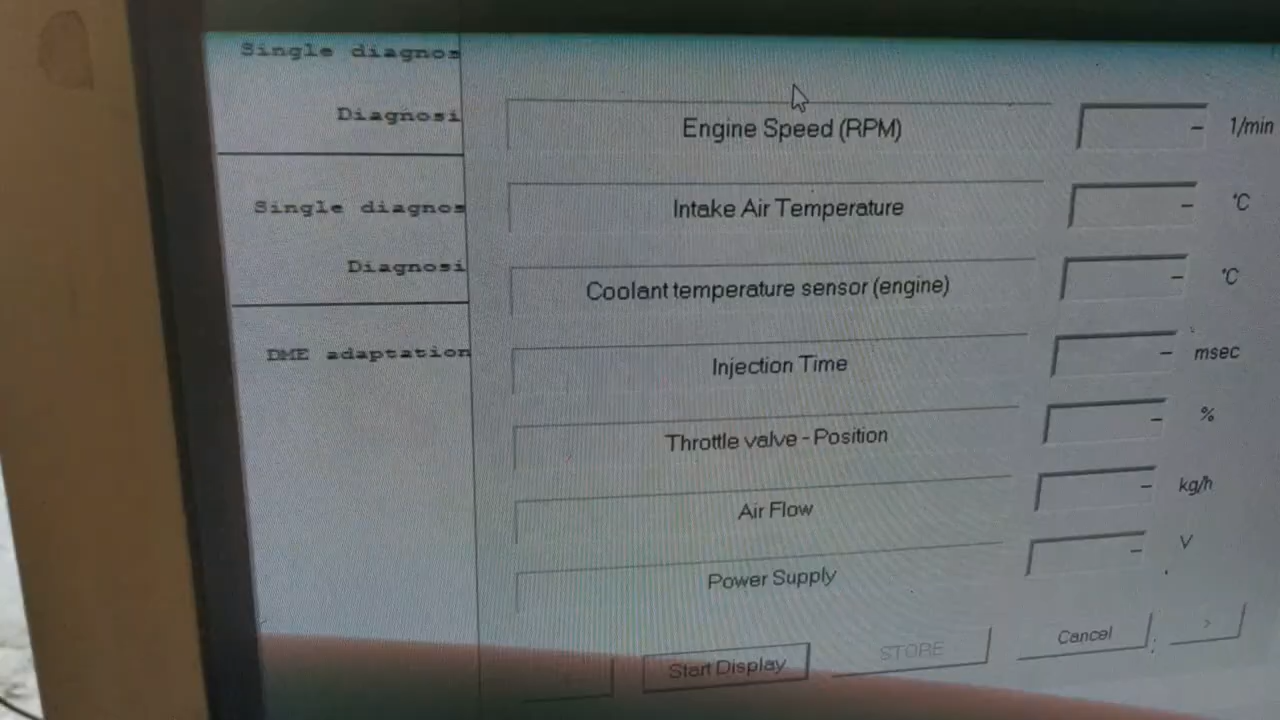 Single diagnos
Diagnosi
Single diagnos
Diagnosi
DME adaptation
Engine Speed (RPM) – 1/min
Intake Air Temperature – °C
Coolant temperature sensor (engine) – °C
Injection Time – msec
Throttle valve - Position – %
Air Flow – kg/h
Power Supply – V
Start Display STORE Cancel >